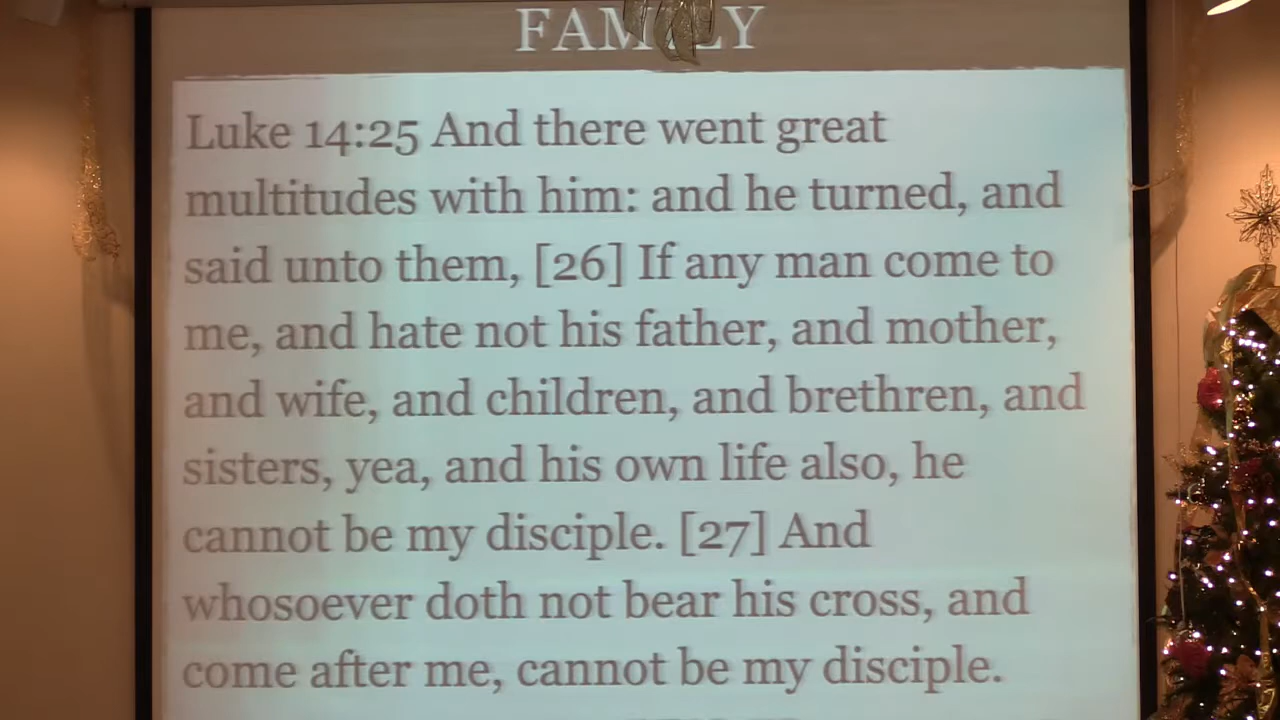 Luke 14:25 And there went great
multitudes with him: and he turned, and
said unto them, [26] If any man come to
me, and hate not his father, and mother,
and wife, and children, and brethren, and
sisters, yea, and his own life also, he
cannot be my disciple. [27] And
whosoever doth not bear his cross, and
come after me, cannot be my disciple.